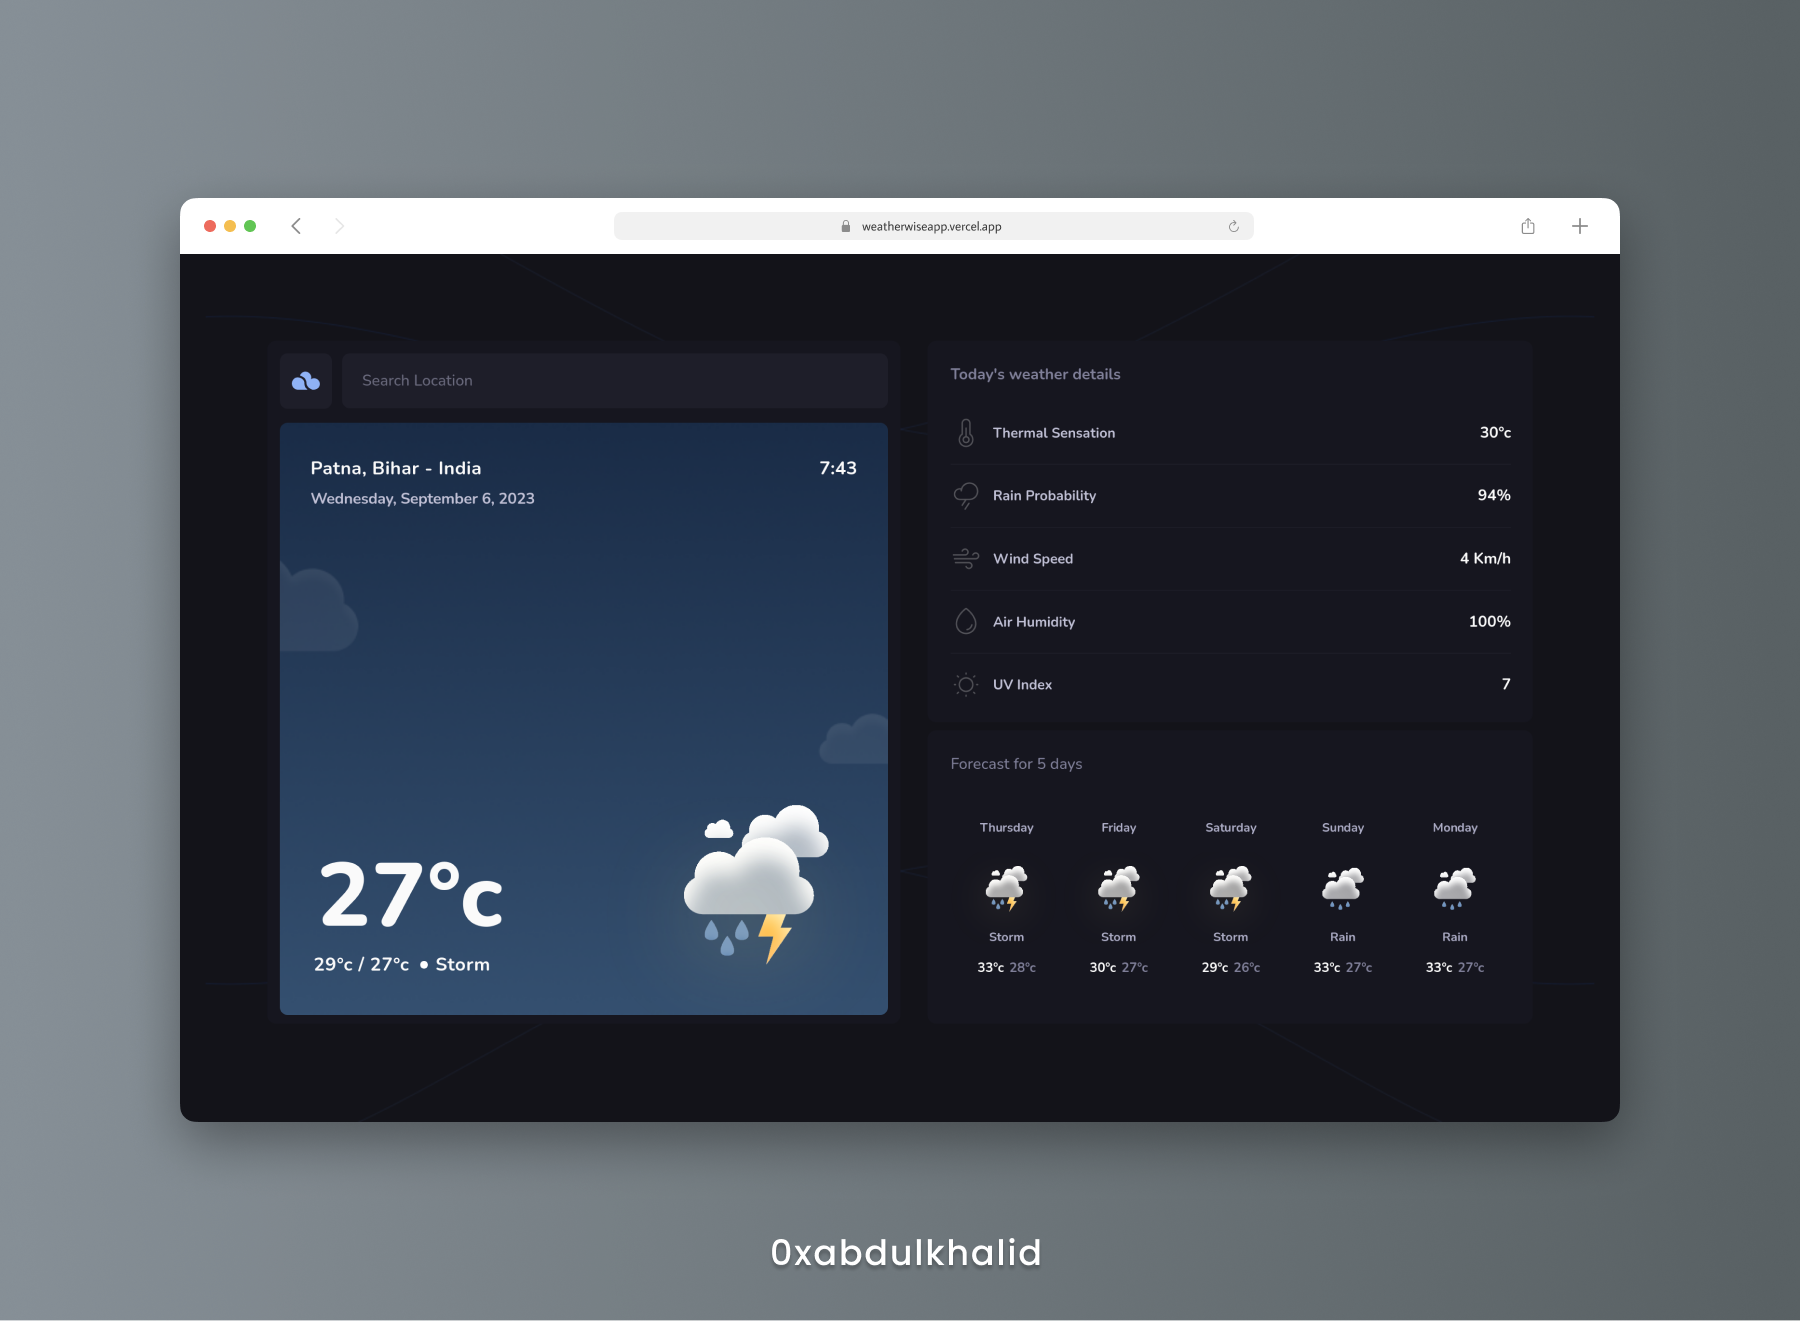 weatherwiseapp.vercel.app
Search Location
Patna, Bihar - India
7:43
Wednesday, September 6, 2023
27°c
29°c / 27°c • Storm
Today's weather details
Thermal Sensation 30°c
Rain Probability 94%
Wind Speed 4 Km/h
Air Humidity 100%
UV Index 7
Forecast for 5 days
Thursday Friday Saturday Sunday Monday
Storm Storm Storm Rain Rain
33°c 28°c 30°c 27°c 29°c 26°c 33°c 27°c 33°c 27°c
0xabdulkhalid